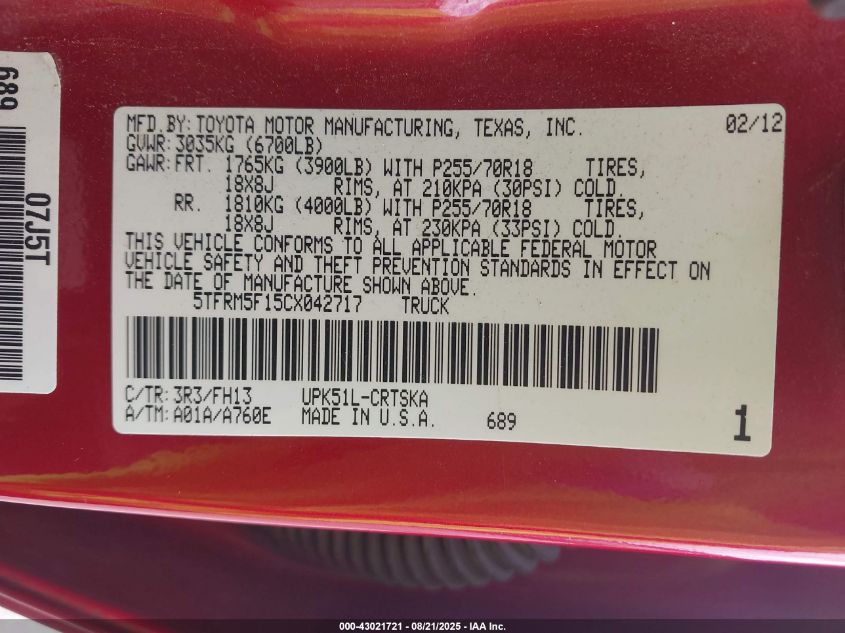 689
07J5T
MFD.BY:TOYOTA MOTOR MANUFACTURING, TEXAS, INC. 02/12
GVWR:3035KG (6700LB)
GAWR:FRT. 1765KG (3900LB) WITH P255/70R18 TIRES,
18X8J RIMS, AT 210KPA (30PSI) COLD.
RR. 1810KG (4000LB) WITH P255/70R18 TIRES,
18X8J RIMS, AT 230KPA (33PSI) COLD.
THIS VEHICLE CONFORMS TO ALL APPLICABLE FEDERAL MOTOR
VEHICLE SAFETY AND THEFT PREVENTION STANDARDS IN EFFECT ON
THE DATE OF MANUFACTURE SHOWN ABOVE.
5TFRM5F15CX042717 TRUCK
C/TR:3R3/FH13 UPK51L-CRTSKA
A/TM:A01A/A760E MADE IN U.S.A. 689 1
000-43021721 - 08/21/2025 - IAA Inc.